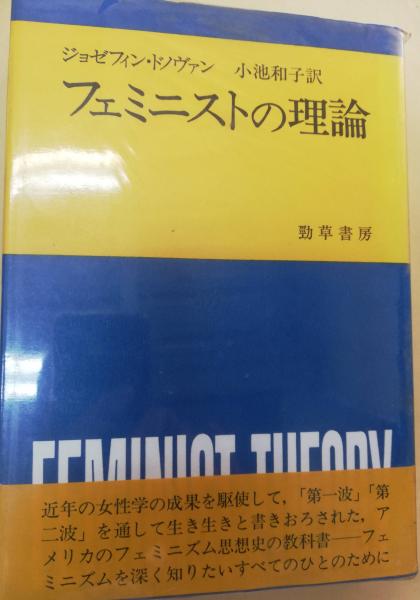 ジョゼフィン・ドノヴァン 小池和子訳
フェミニストの理論
勁草書房
FEMINIST THEORY
近年の女性学の成果を駆使して，「第一波」「第
二波」を通して生き生きと書きおろされた，ア
メリカのフェミニズム思想史の教科書──フェ
ミニズムを深く知りたいすべてのひとのために